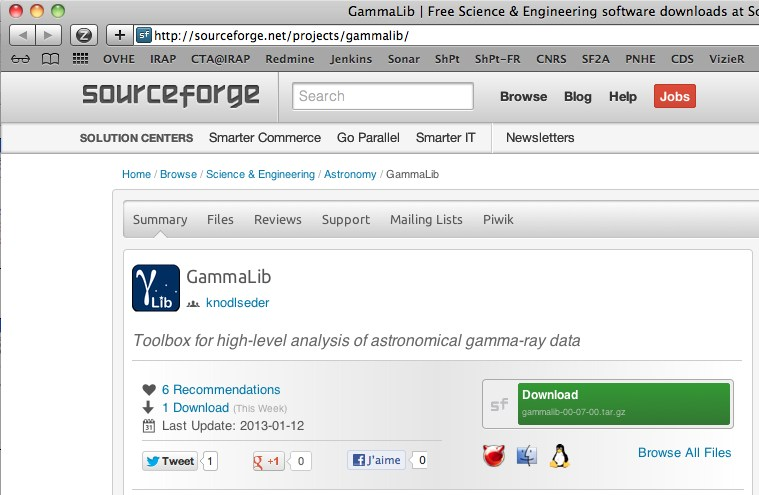 GammaLib | Free Science & Engineering software downloads at So
http://sourceforge.net/projects/gammalib/
OVHE IRAP CTA@IRAP Redmine Jenkins Sonar ShPt ShPt-FR CNRS SF2A PNHE CDS VizieR
sourceforge Search Browse Blog Help Jobs
SOLUTION CENTERS Smarter Commerce Go Parallel Smarter IT Newsletters
Home / Browse / Science & Engineering / Astronomy / GammaLib
Summary Files Reviews Support Mailing Lists Piwik
γ Lib
GammaLib
knodlseder
Toolbox for high-level analysis of astronomical gamma-ray data
6 Recommendations
1 Download (This Week)
31 Last Update: 2013-01-12
sf Download
gammalib-00-07-00.tar.gz
Browse All Files
Tweet 1 g +1 0 J'aime 0